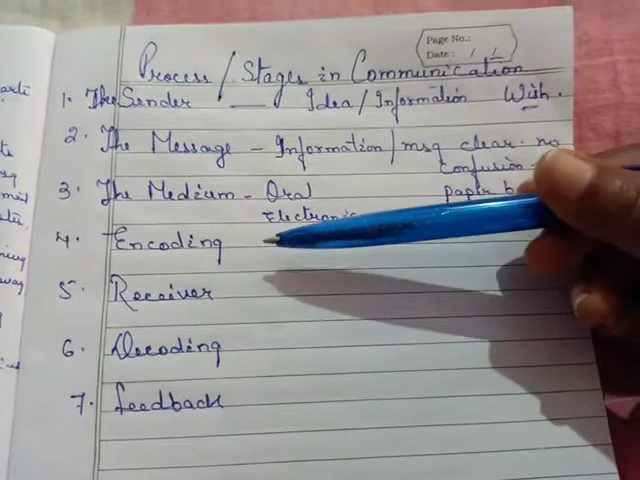 Page No.:
Date: / /
Process / Stages in Communication
1. The Sender — Idea / Information Wish.
2. The Message - Information / msg clear no
confusion.
3. The Medium - Oral paper b
Electronic
4. Encoding
5. Receiver
6. Decoding
7. feedback